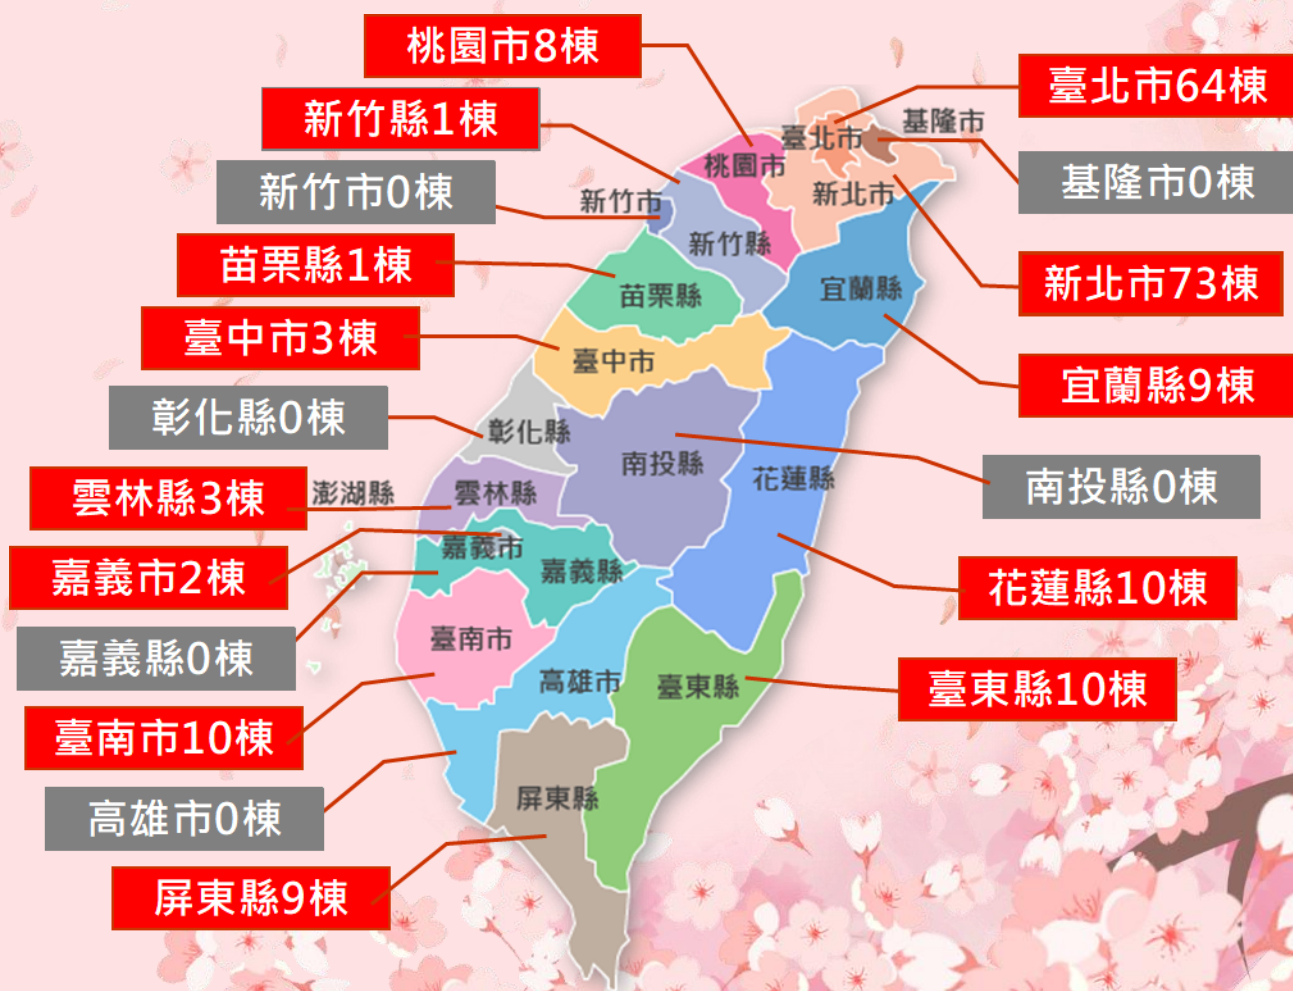 桃園市8棟
臺北市64棟
新竹縣1棟
基隆市0棟
新竹市0棟
新北市73棟
苗栗縣1棟
臺中市3棟
宜蘭縣9棟
彰化縣0棟
南投縣0棟
雲林縣3棟
嘉義市2棟
花蓮縣10棟
嘉義縣0棟
臺東縣10棟
臺南市10棟
高雄市0棟
屏東縣9棟
基隆市
臺北市
桃園市
新北市
新竹市
新竹縣
宜蘭縣
苗栗縣
臺中市
彰化縣
南投縣
花蓮縣
澎湖縣
雲林縣
嘉義市
嘉義縣
臺南市
高雄市
臺東縣
屏東縣